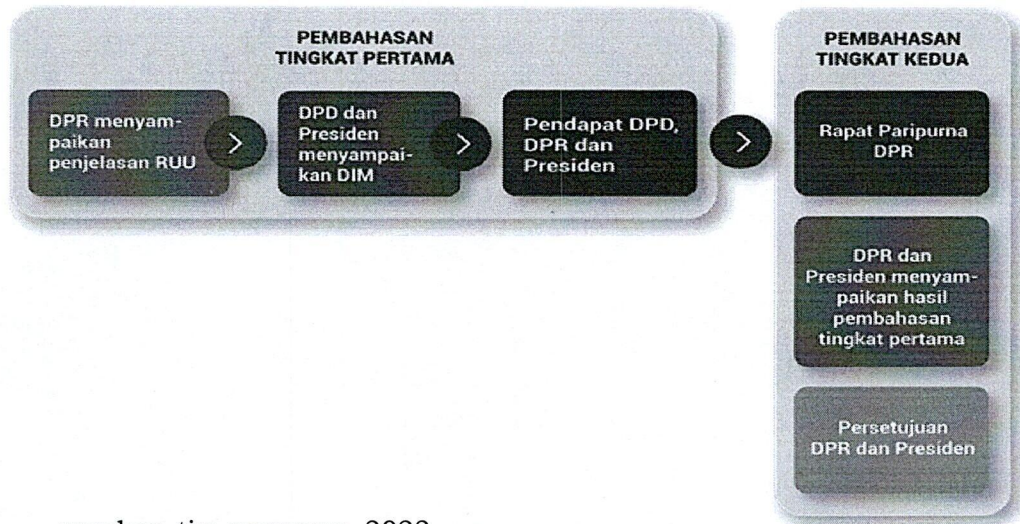 PEMBAHASAN
TINGKAT PERTAMA
DPR menyam-
paikan
penjelasan RUU
>
DPD dan
Presiden
menyampai-
kan DIM
>
Pendapat DPD,
DPR dan
Presiden
>
PEMBAHASAN
TINGKAT KEDUA
Rapat Paripurna
DPR
DPR dan
Presiden menyam-
paikan hasil
pembahasan
tingkat pertama
Persetujuan
DPR dan Presiden
2022